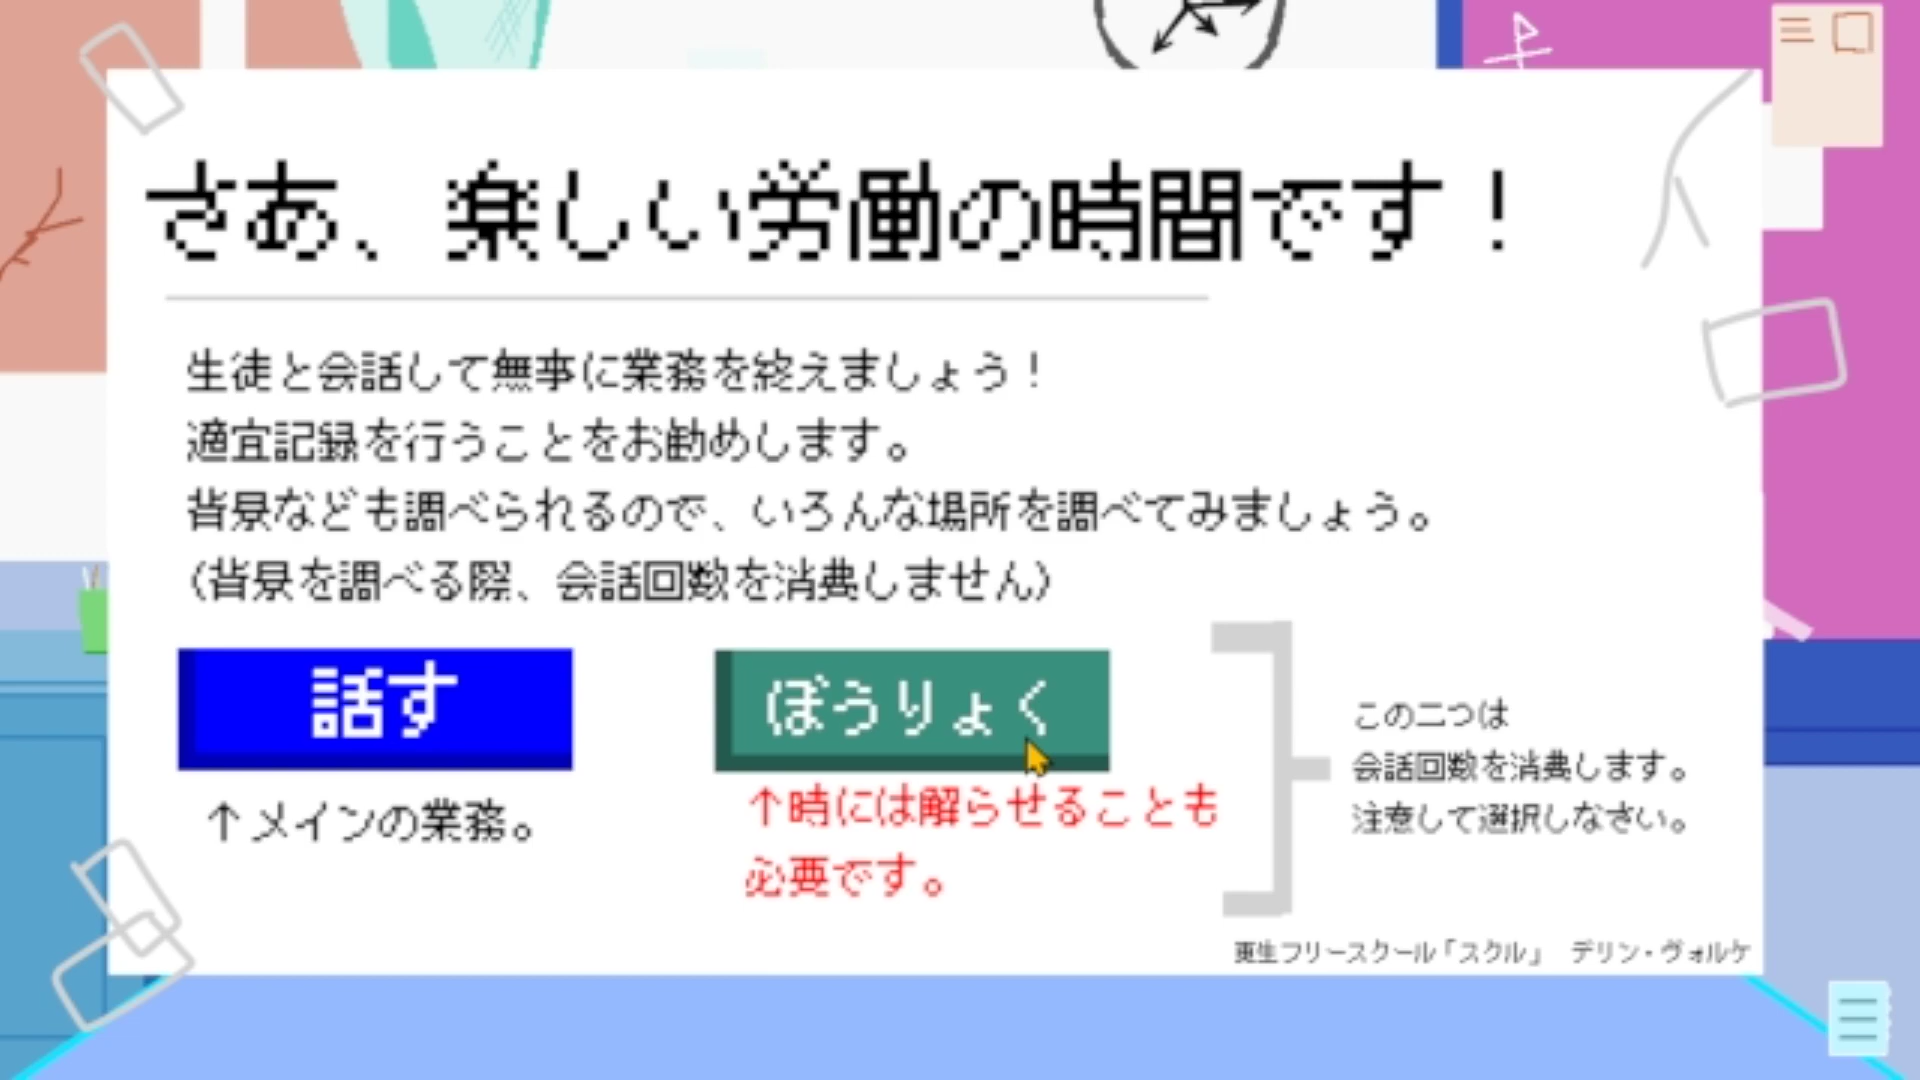 さあ、楽しい労働の時間です！
生徒と会話して無事に業務を終えましょう！
適宜記録を行うことをお勧めします。
背景なども調べられるので、いろんな場所を調べてみましょう。
(背景を調べる際、会話回数を消費しません)
話す
↑メインの業務。
ぼうりょく
↑時には解らせることも
必要です。
この二つは
会話回数を消費します。
注意して選択しなさい。
東生フリースクール「スクル」　デリン・ヴォルケ